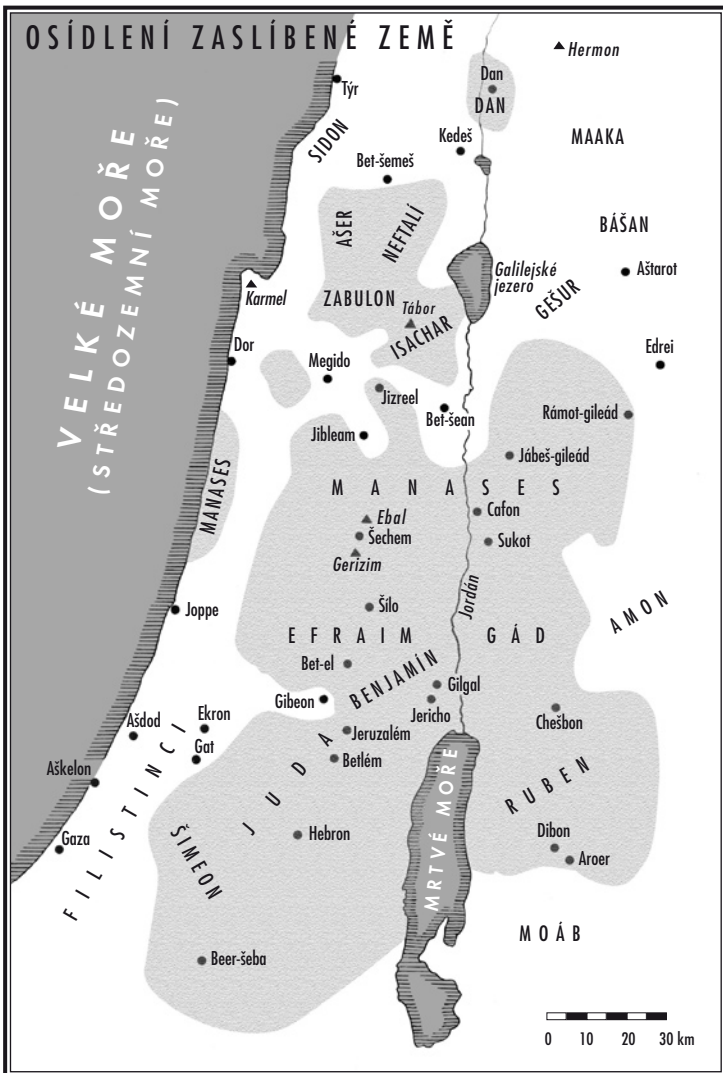 OSÍDLENÍ ZASLÍBENÉ ZEMĚ
Hermon
Dan
DAN
Týr
SIDON
Kedeš
MAAKA
Bet-šemeš
VELKÉ MOŘE
(STŘEDOZEMNÍ MOŘE)
AŠER
NEFTALÍ
BÁŠAN
Galilejské
jezero
Aštarot
GEŠUR
Karmel
ZABULON
Tábor
ISACHAR
Dor
Megido
Edrei
Jizreel
Bet-šean
Rámot-gileád
Jibleam
Jábeš-gileád
MANASES
MANASES
Cafon
Ebal
Šechem
Sukot
Gerizim
Jordán
Šílo
Joppe
AMON
EFRAIM
GÁD
Bet-el
BENJAMÍN
Gilgal
Gibeon
Jericho
Chešbon
Ašdod
Ekron
Jeruzalém
Gat
Betlém
JUDA
Aškelon
RUBEN
FILISTINCI
Gaza
Hebron
ŠIMEON
MRTVÉ MOŘE
Dibon
Aroer
MOÁB
Beer-šeba
0 10 20 30 km